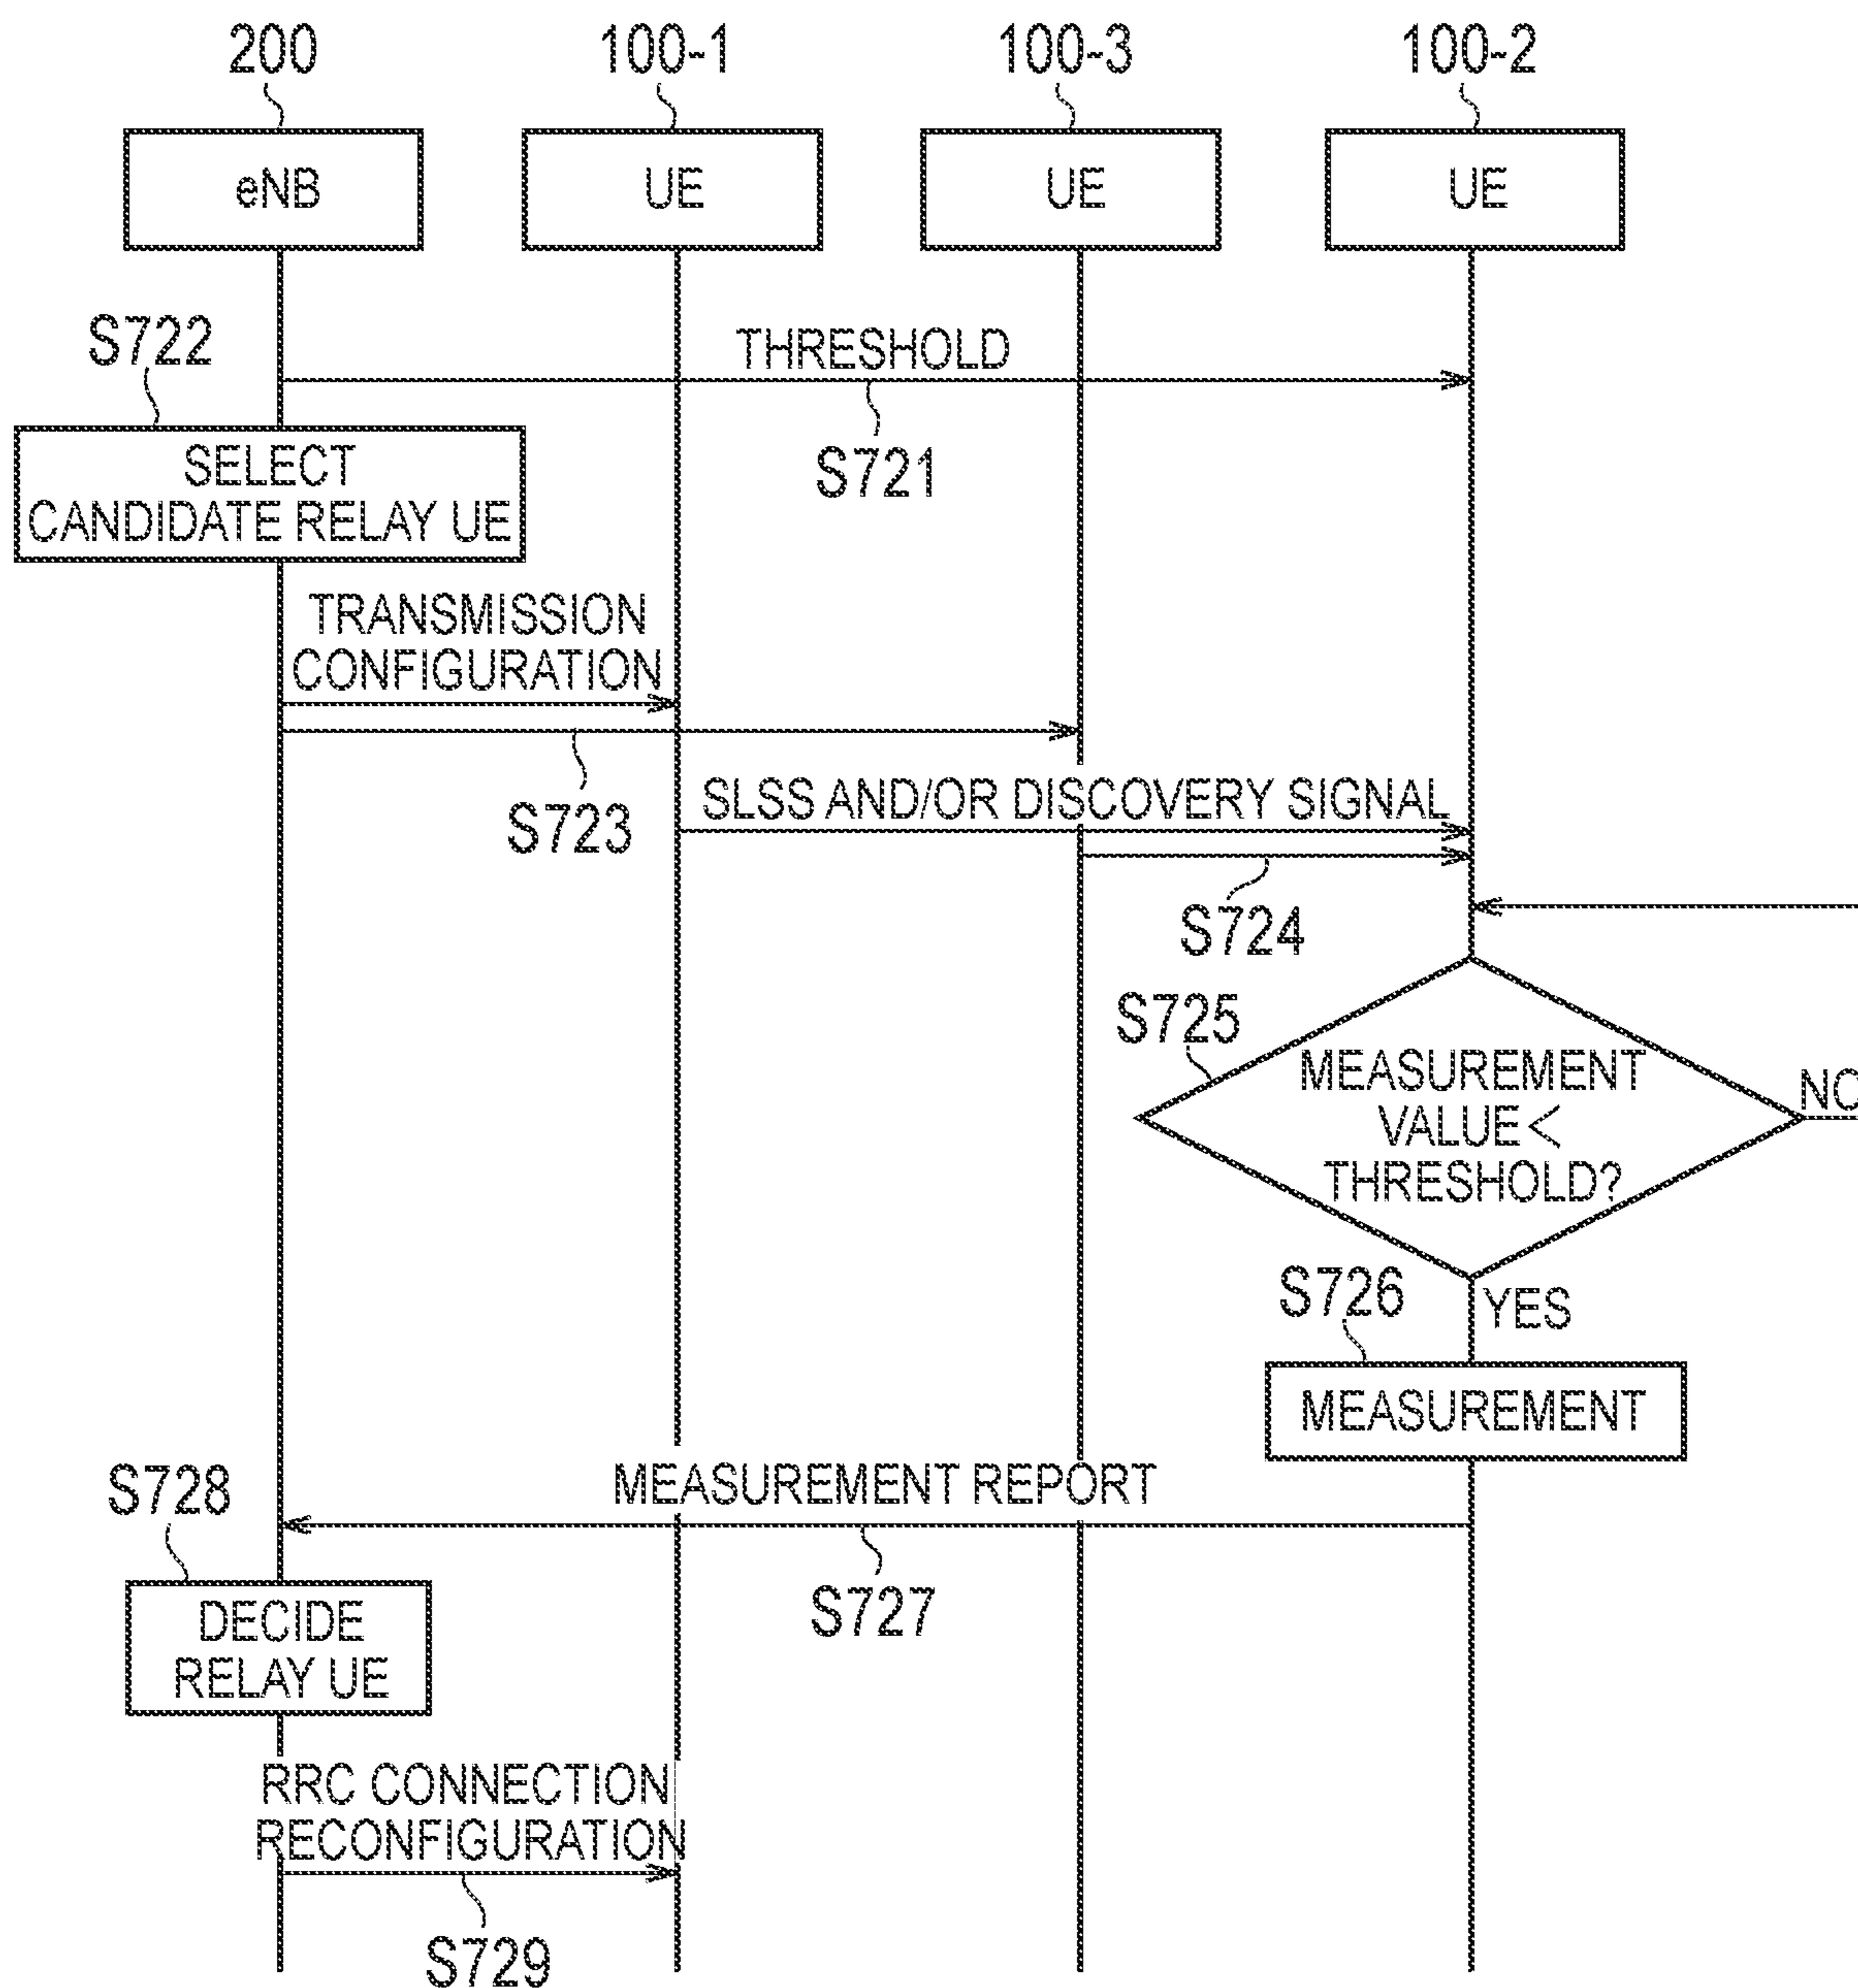 200
100-1
100-3
100-2
eNB
UE
UE
UE
S722
THRESHOLD
S721
SELECT
CANDIDATE RELAY UE
TRANSMISSION
CONFIGURATION
S723
SLSS AND/OR DISCOVERY SIGNAL
S724
S725
MEASUREMENT
VALUE <
THRESHOLD?
NO
S726
YES
MEASUREMENT
MEASUREMENT REPORT
S728
S727
DECIDE
RELAY UE
RRC CONNECTION
RECONFIGURATION
S729